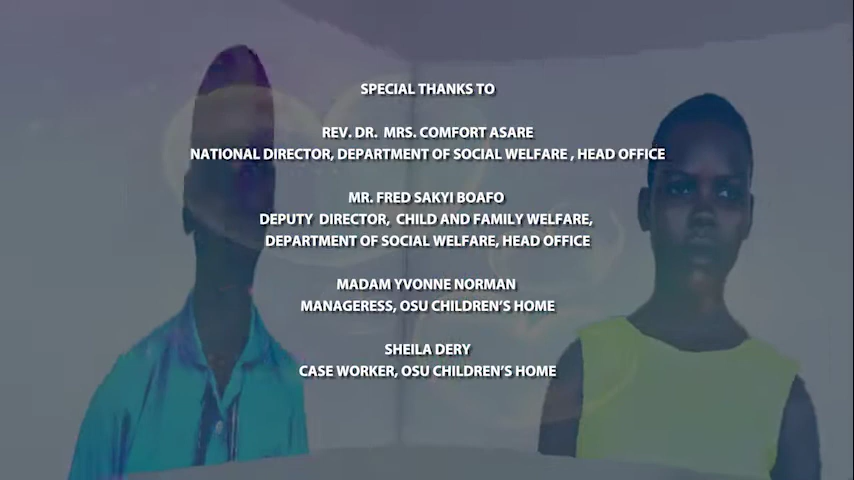 SPECIAL THANKS TO
REV. DR. MRS. COMFORT ASARE
NATIONAL DIRECTOR, DEPARTMENT OF SOCIAL WELFARE , HEAD OFFICE
MR. FRED SAKYI BOAFO
DEPUTY DIRECTOR, CHILD AND FAMILY WELFARE,
DEPARTMENT OF SOCIAL WELFARE, HEAD OFFICE
MADAM YVONNE NORMAN
MANAGERESS, OSU CHILDREN'S HOME
SHEILA DERY
CASE WORKER, OSU CHILDREN'S HOME